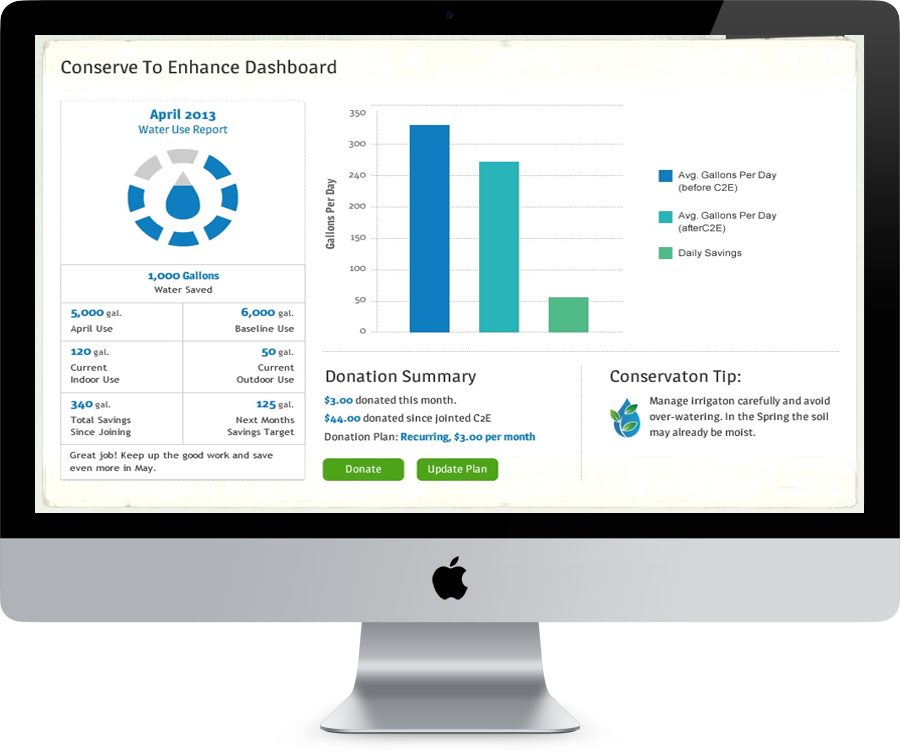 Conserve To Enhance Dashboard
April 2013
Water Use Report
1,000 Gallons
Water Saved
5,000 gal.
April Use
6,000 gal.
Baseline Use
120 gal.
Current
Indoor Use
50 gal.
Current
Outdoor Use
340 gal.
Total Savings
Since Joining
125 gal.
Next Months
Savings Target
Great job! Keep up the good work and save
even more in May.
Gallons Per Day
350
300
240
200
150
100
50
0
Avg. Gallons Per Day
(before C2E)
Avg. Gallons Per Day
(afterC2E)
Daily Savings
Donation Summary
$3.00 donated this month.
$44.00 donated since jointed C2E
Donation Plan: Recurring, $3.00 per month
Donate
Update Plan
Conservaton Tip:
Manage irrigaton carefully and avoid
over-watering. In the Spring the soil
may already be moist.